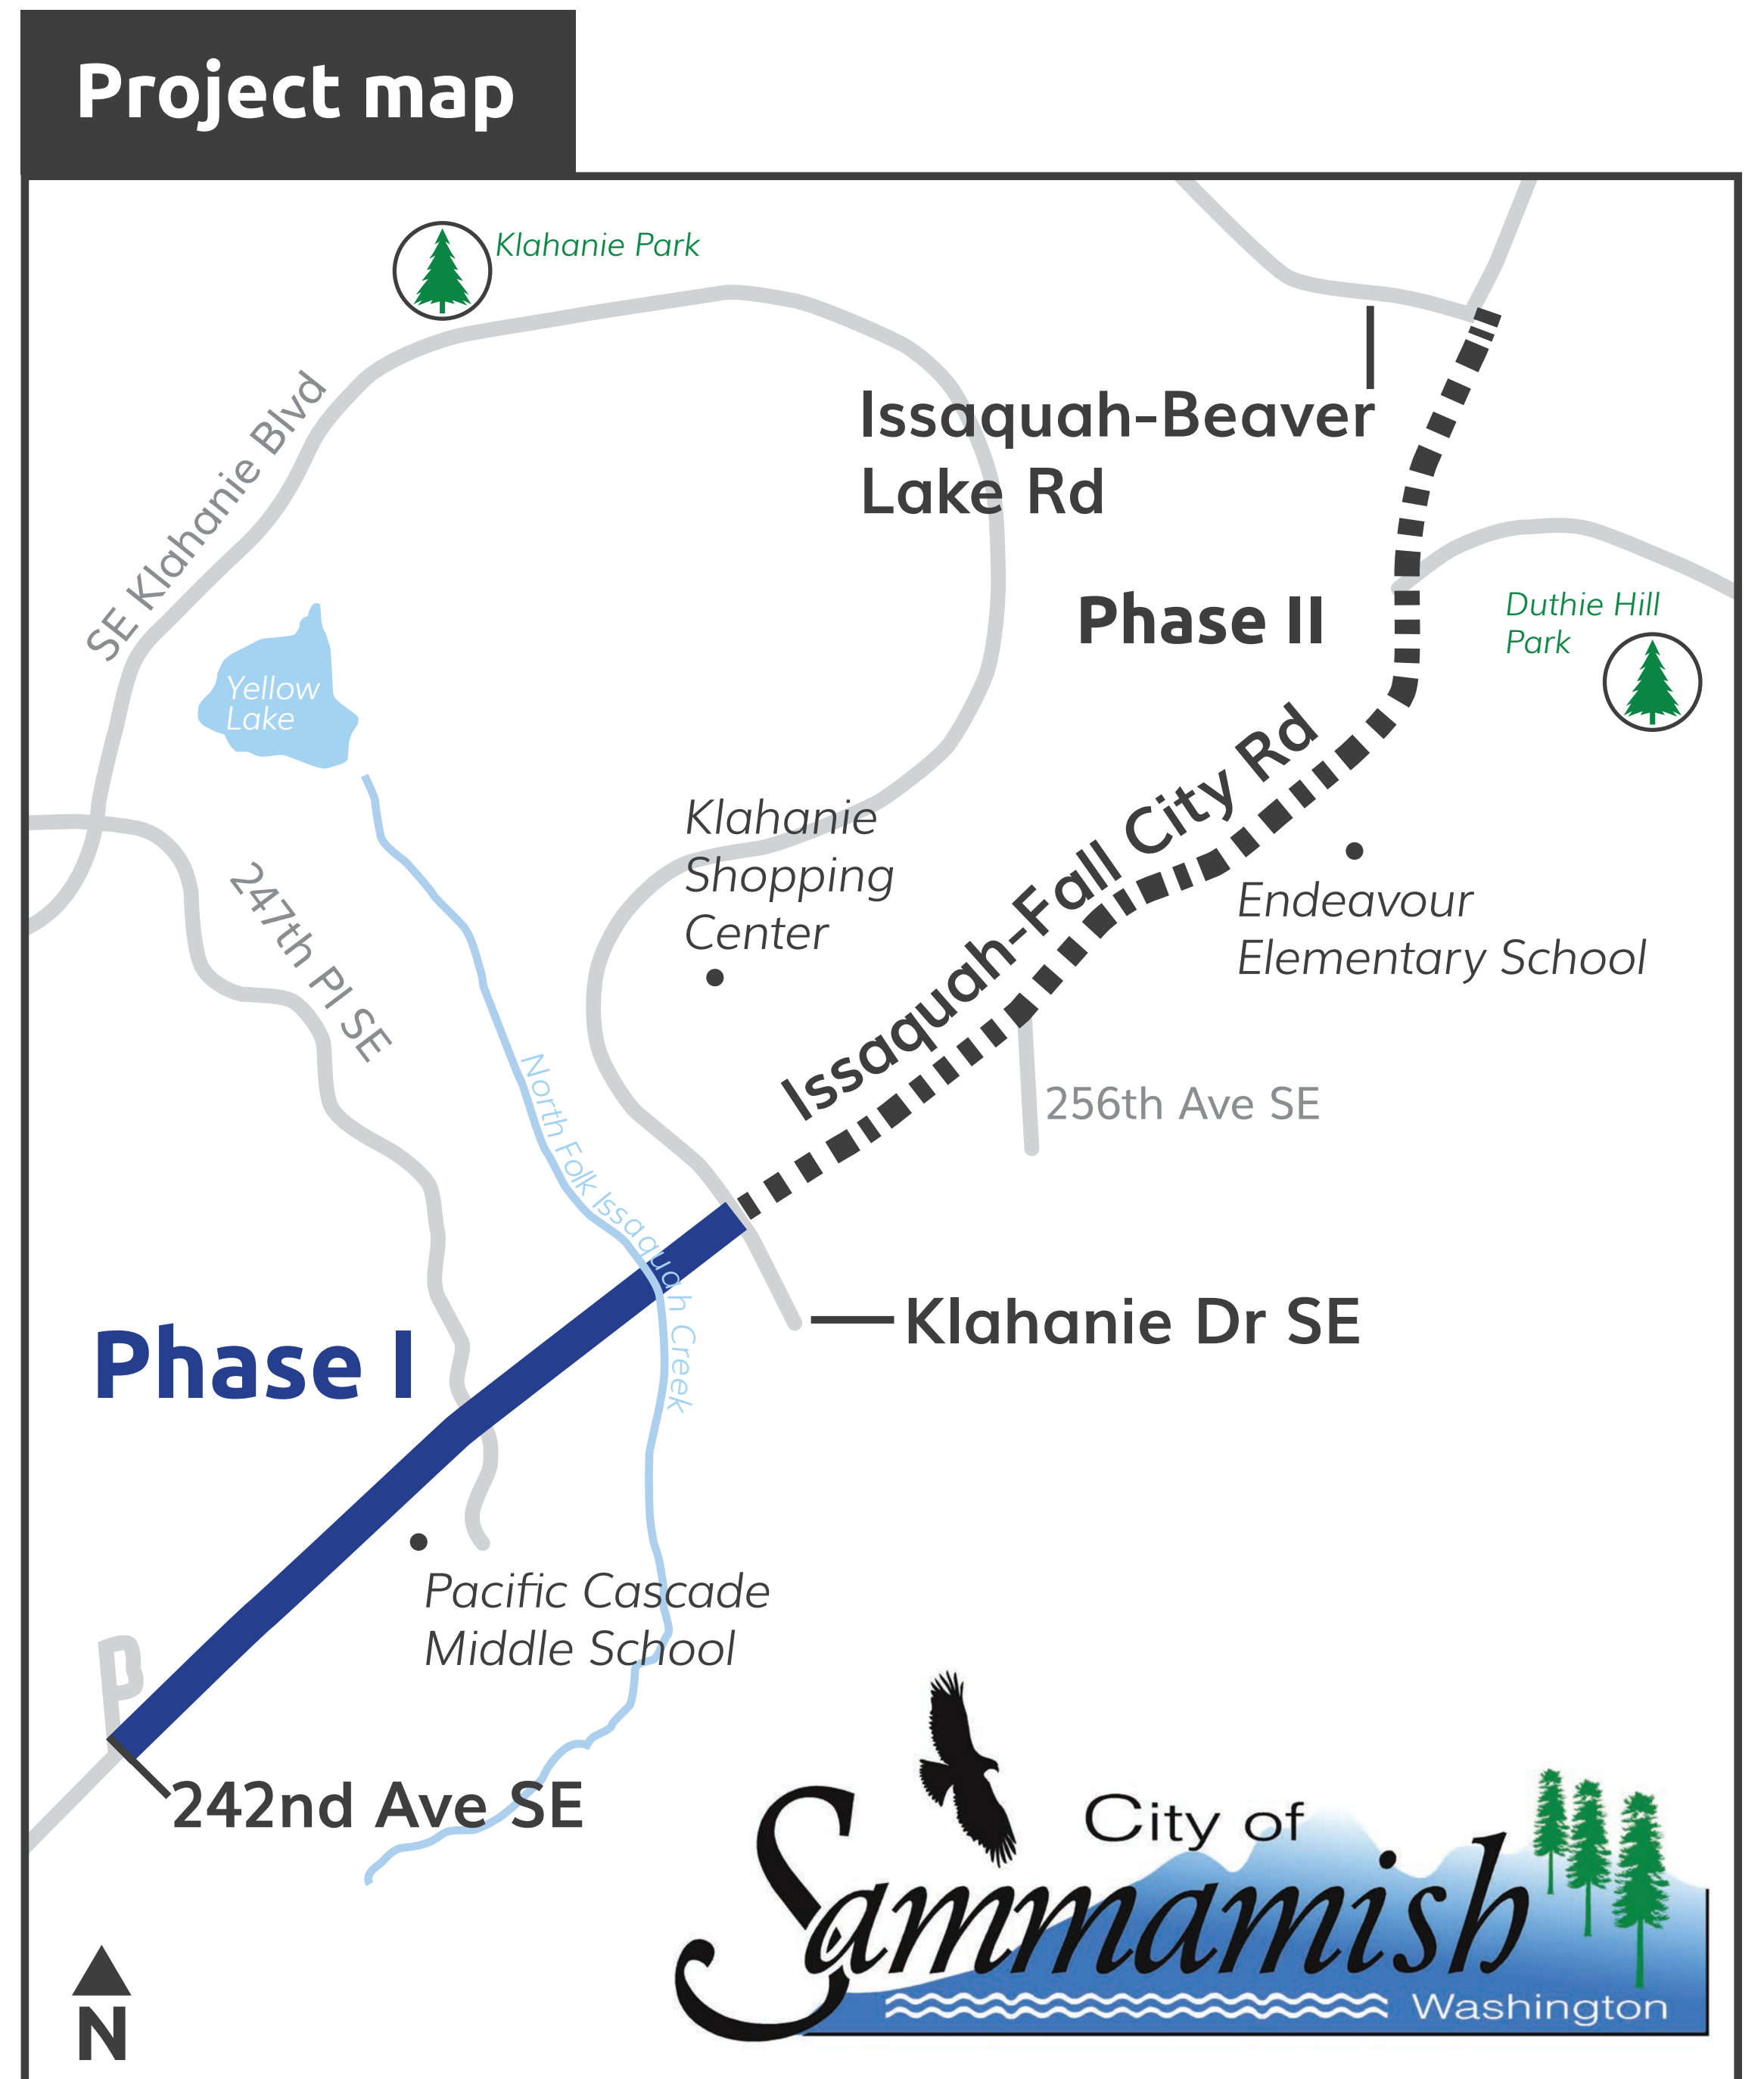 Project map
Klahanie Park
SE Klahanie Blvd
Issaquah-Beaver
Lake Rd
Phase II
Duthie Hill
Park
Yellow
Lake
Issaquah-Fall City Rd
Klahanie
Shopping
Center
247th Pl SE
Endeavour
Elementary School
North Folk Issaquah Creek
256th Ave SE
Klahanie Dr SE
Phase I
Pacific Cascade
Middle School
242nd Ave SE
City of
Sammamish
Washington
N